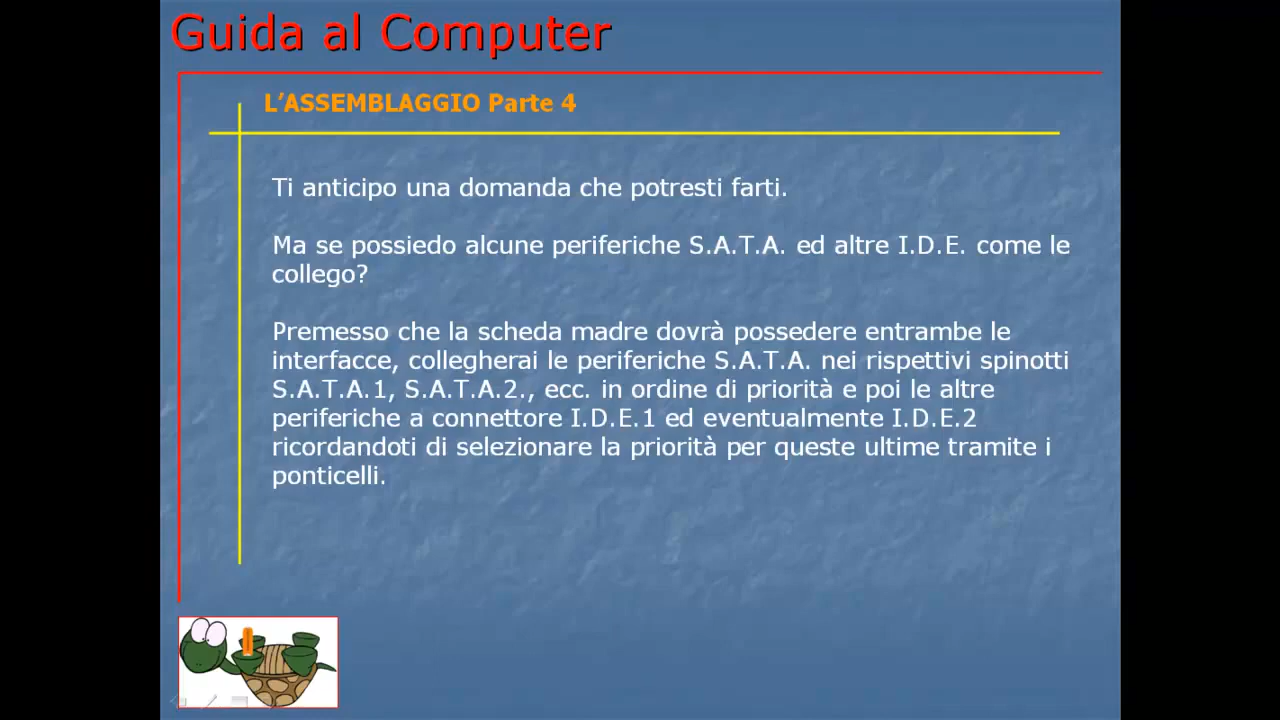 Guida al Computer
L’ASSEMBLAGGIO Parte 4
Ti anticipo una domanda che potresti farti.
Ma se possiedo alcune periferiche S.A.T.A. ed altre I.D.E. come le
collego?
Premesso che la scheda madre dovrà possedere entrambe le
interfacce, collegherai le periferiche S.A.T.A. nei rispettivi spinotti
S.A.T.A.1, S.A.T.A.2., ecc. in ordine di priorità e poi le altre
periferiche a connettore I.D.E.1 ed eventualmente I.D.E.2
ricordandoti di selezionare la priorità per queste ultime tramite i
ponticelli.